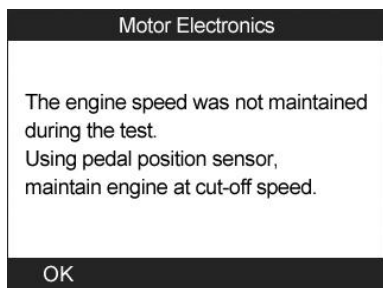 Motor Electronics
The engine speed was not maintained
during the test.
Using pedal position sensor,
maintain engine at cut-off speed.
OK